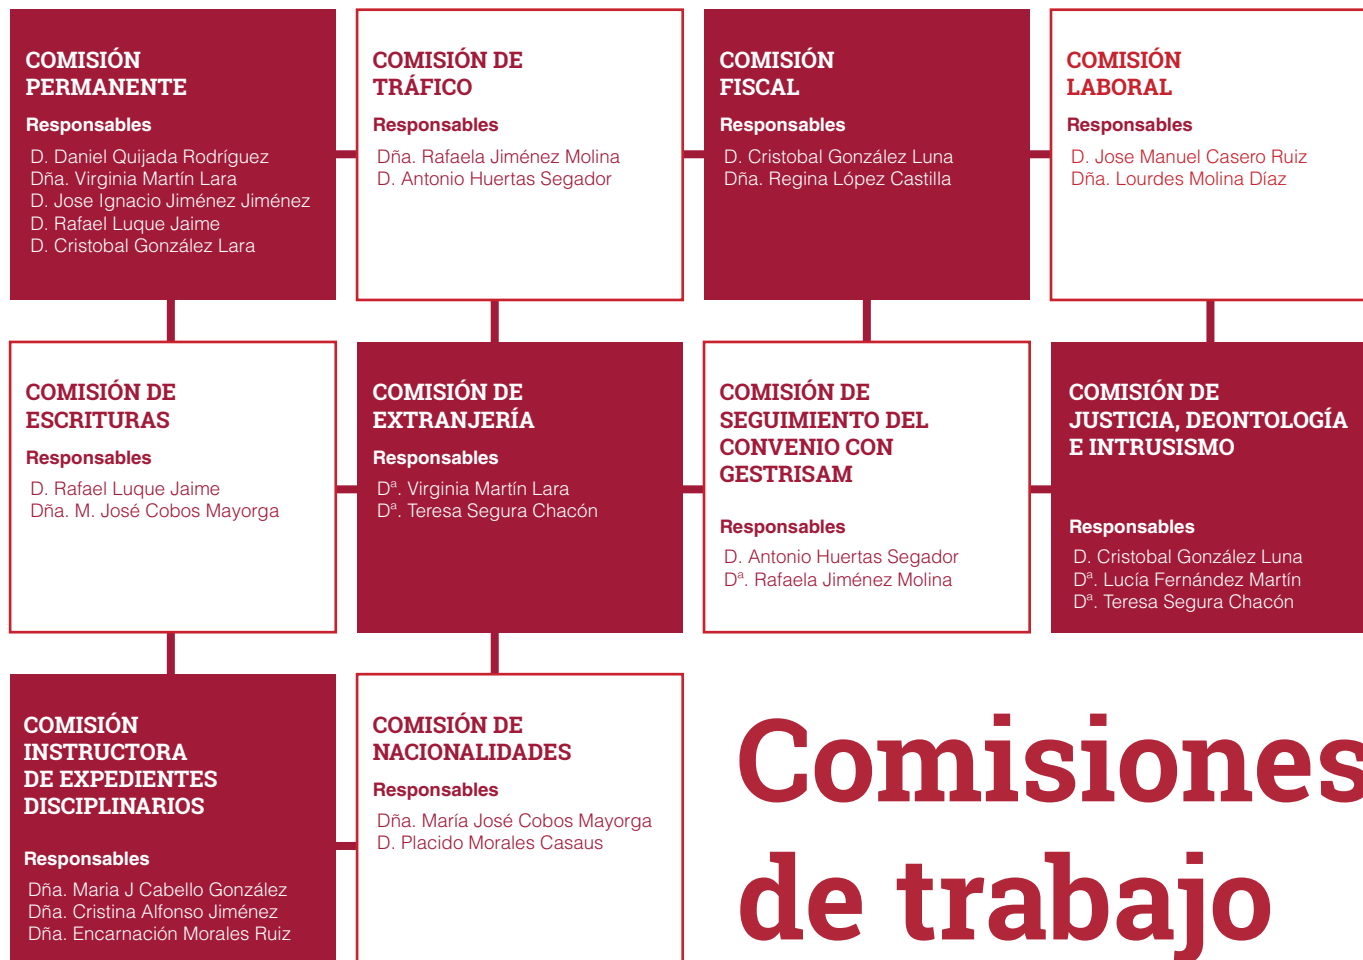 COMISIÓN
PERMANENTE
Responsables
D. Daniel Quijada Rodríguez
Dña. Virginia Martín Lara
D. Jose Ignacio Jiménez Jiménez
D. Rafael Luque Jaime
D. Cristobal González Lara
COMISIÓN DE
TRÁFICO
Responsables
Dña. Rafaela Jiménez Molina
D. Antonio Huertas Segador
COMISIÓN
FISCAL
Responsables
D. Cristobal González Luna
Dña. Regina López Castilla
COMISIÓN
LABORAL
Responsables
D. Jose Manuel Casero Ruiz
Dña. Lourdes Molina Díaz
COMISIÓN DE
ESCRITURAS
Responsables
D. Rafael Luque Jaime
Dña. M. José Cobos Mayorga
COMISIÓN DE
EXTRANJERÍA
Responsables
Dª. Virginia Martín Lara
Dª. Teresa Segura Chacón
COMISIÓN DE
SEGUIMIENTO DEL
CONVENIO CON
GESTRISAM
Responsables
D. Antonio Huertas Segador
Dª. Rafaela Jiménez Molina
COMISIÓN DE
JUSTICIA, DEONTOLOGÍA
E INTRUSISMO
Responsables
D. Cristobal González Luna
Dª. Lucía Fernández Martín
Dª. Teresa Segura Chacón
COMISIÓN
INSTRUCTORA
DE EXPEDIENTES
DISCIPLINARIOS
Responsables
Dña. Maria J Cabello González
Dña. Cristina Alfonso Jiménez
Dña. Encarnación Morales Ruiz
COMISIÓN DE
NACIONALIDADES
Responsables
Dña. María José Cobos Mayorga
D. Placido Morales Casaus
Comisiones
de trabajo